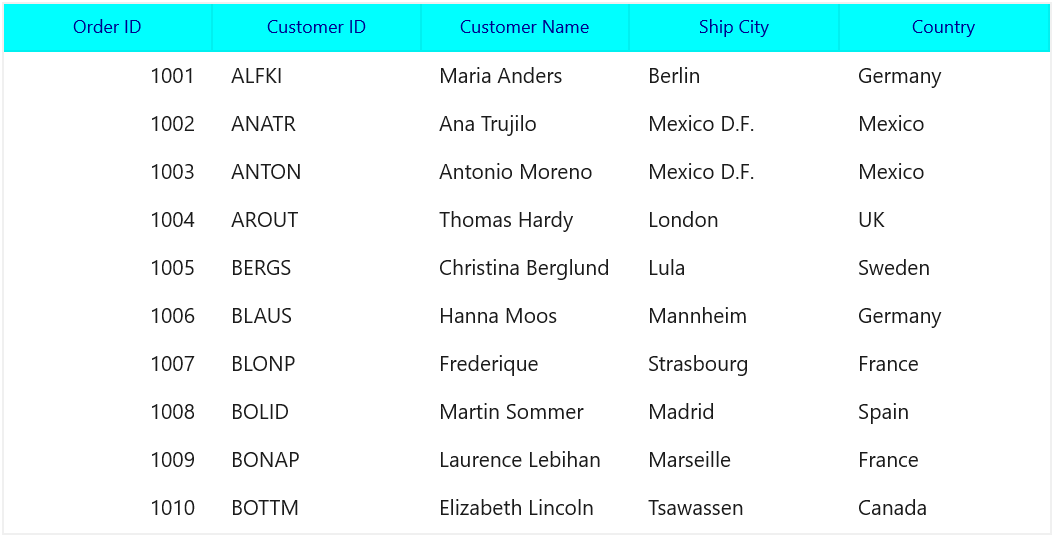 Order ID Customer ID Customer Name Ship City Country
1001 ALFKI Maria Anders Berlin Germany
1002 ANATR Ana Trujilo Mexico D.F. Mexico
1003 ANTON Antonio Moreno Mexico D.F. Mexico
1004 AROUT Thomas Hardy London UK
1005 BERGS Christina Berglund Lula Sweden
1006 BLAUS Hanna Moos Mannheim Germany
1007 BLONP Frederique Strasbourg France
1008 BOLID Martin Sommer Madrid Spain
1009 BONAP Laurence Lebihan Marseille France
1010 BOTTM Elizabeth Lincoln Tsawassen Canada